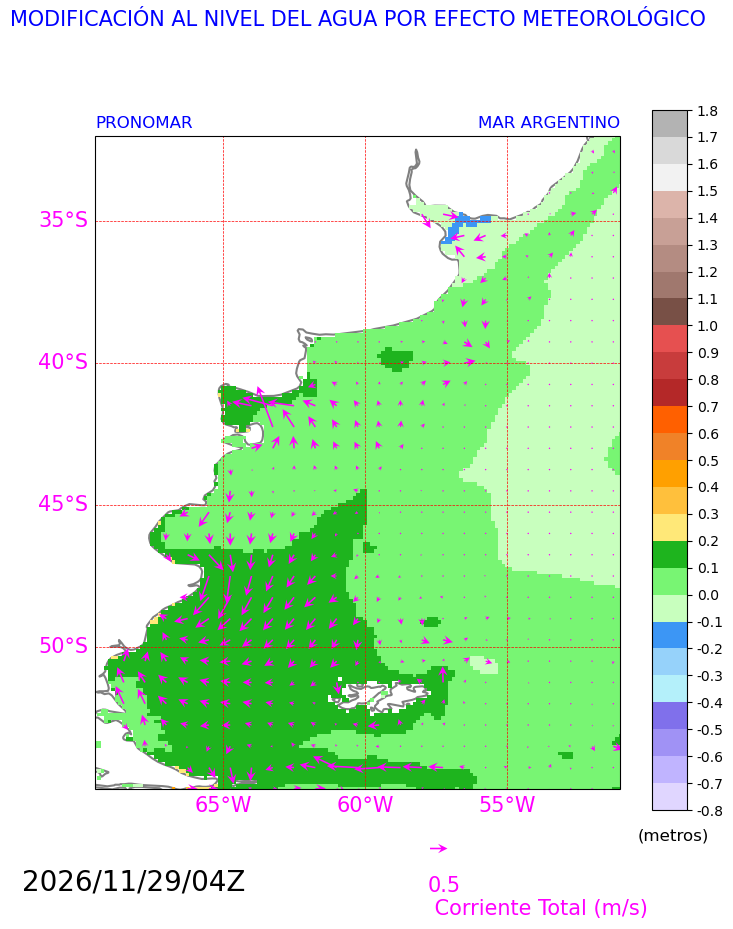 MODIFICACIÓN AL NIVEL DEL AGUA POR EFECTO METEOROLÓGICO
PRONOMAR
MAR ARGENTINO
35°S
40°S
45°S
50°S
65°W
60°W
55°W
1.8
1.7
1.6
1.5
1.4
1.3
1.2
1.1
1.0
0.9
0.8
0.7
0.6
0.5
0.4
0.3
0.2
0.1
0.0
-0.1
-0.2
-0.3
-0.4
-0.5
-0.6
-0.7
-0.8
(metros)
2026/11/29/04Z
0.5
Corriente Total (m/s)